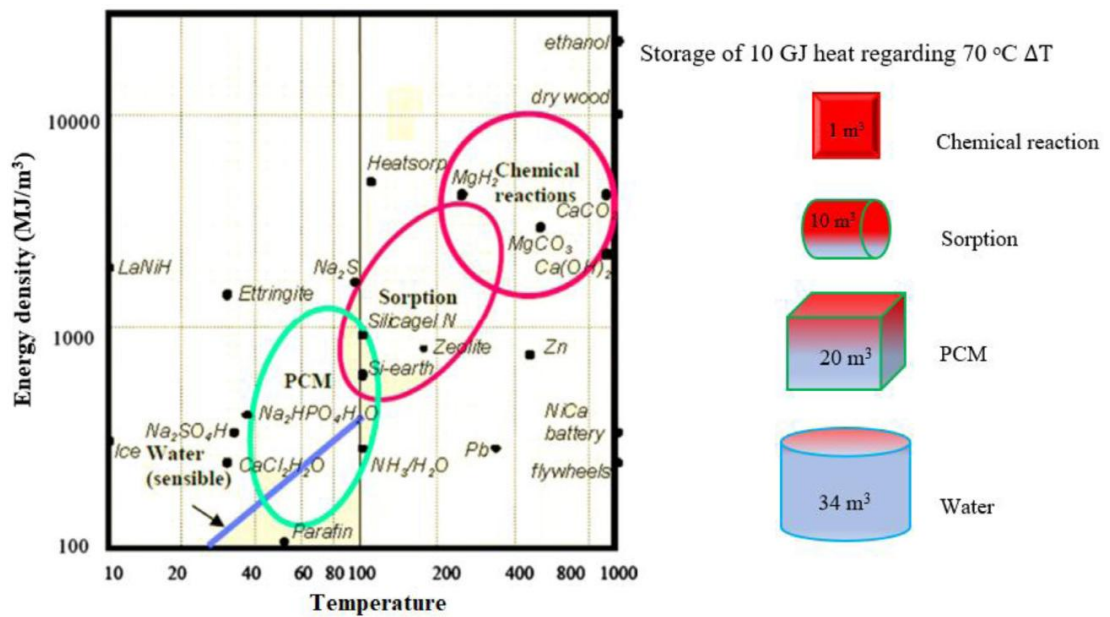 ethanol
Storage of 10 GJ heat regarding 70 °C ΔT
dry wood
10000
1 m³
Chemical reaction
Heatsorp
MgH₂
Chemical
reactions
CaCO
10 m³
Sorption
MgCO₃
Ca(OH)₂
LaNiH
Na₂S
Ettringite
Sorption
Silicagel N
1000
Zeolite
Zn
20 m³
PCM
Si-earth
PCM
Na₂HPO₄H₂O
NiCa
battery
Na₂SO₄H
Ice
Water
(sensible)
CaCl₂H₂O
NH₃/H₂O
Pb
flywheels
34 m³
Water
Parafin
100
Energy density (MJ/m³)
10 20 40 60 80 100 200 400 800 1000
Temperature